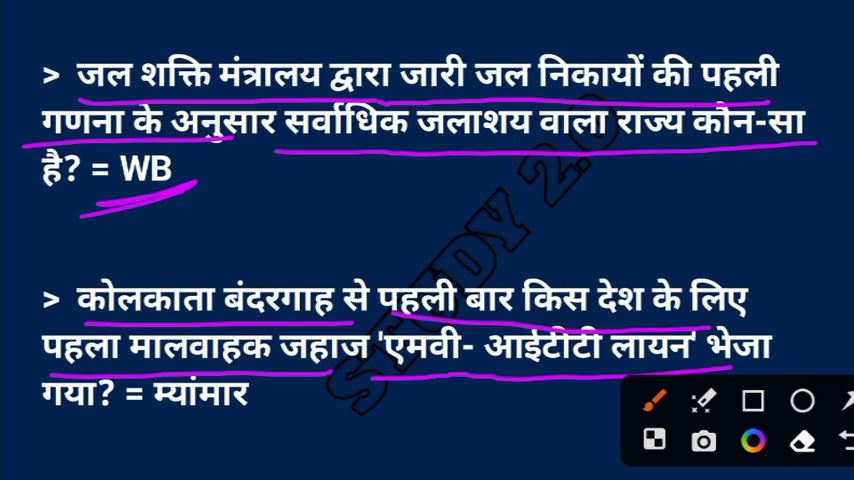 > जल शक्ति मंत्रालय द्वारा जारी जल निकायों की पहली
गणना के अनुसार सर्वाधिक जलाशय वाला राज्य कौन-सा
है? = WB
> कोलकाता बंदरगाह से पहली बार किस देश के लिए
पहला मालवाहक जहाज 'एमवी- आईटीटी लायन' भेजा
गया? = म्यांमार
STUDY 2.0